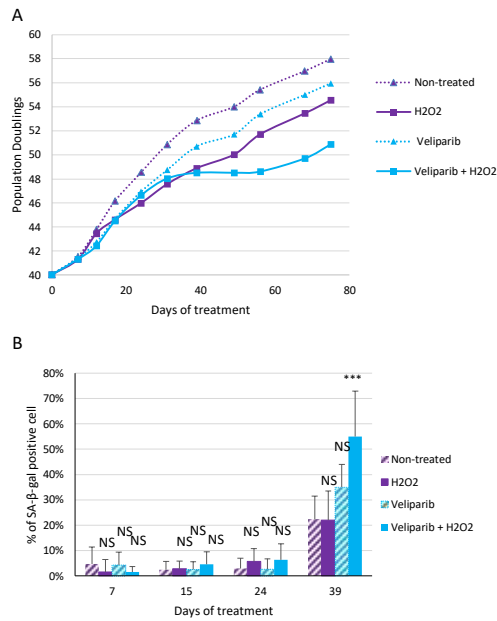 A
60
58
56
54
52
50
48
46
44
42
40
Population Doublings
0 20 40 60 80
Days of treatment
Non-treated
H2O2
Veliparib
Veliparib + H2O2
B
80%
70%
60%
50%
40%
30%
20%
10%
0%
% of SA-β-gal positive cell
NS NS NS
NS NS NS
NS NS NS
NS NS ***
7 15 24 39
Days of treatment
Non-treated
H2O2
Veliparib
Veliparib + H2O2